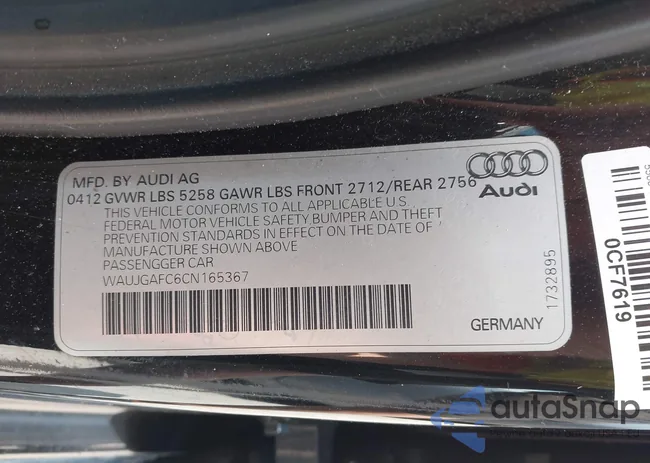 MFD. BY AUDI AG
0412 GVWR LBS 5258 GAWR LBS FRONT 2712/REAR 2756
THIS VEHICLE CONFORMS TO ALL APPLICABLE U.S.
FEDERAL MOTOR VEHICLE SAFETY, BUMPER AND THEFT
PREVENTION STANDARDS IN EFFECT ON THE DATE OF
MANUFACTURE SHOWN ABOVE
PASSENGGER CAR
WAUJGAFC6CN165367
Audi
1732895
GERMANY
0CF7619
autoSnap